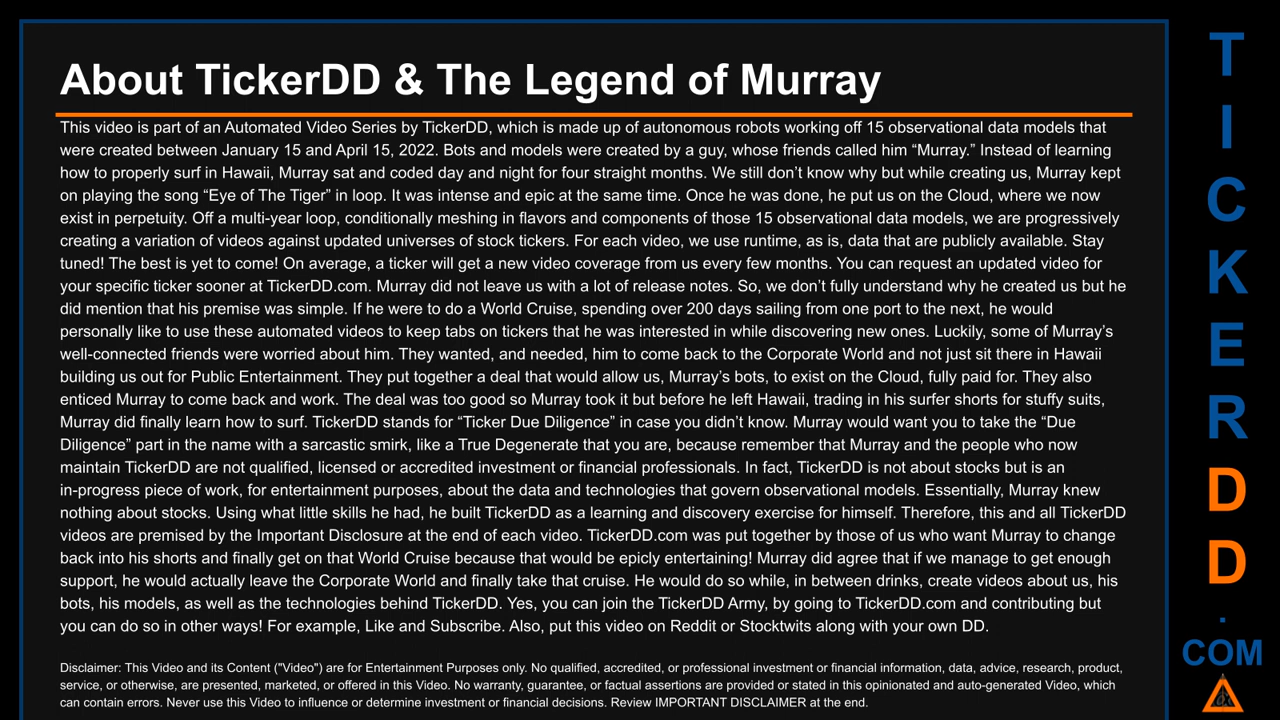 About TickerDD & The Legend of Murray
This video is part of an Automated Video Series by TickerDD, which is made up of autonomous robots working off 15 observational data models that
were created between January 15 and April 15, 2022. Bots and models were created by a guy, whose friends called him “Murray.” Instead of learning
how to properly surf in Hawaii, Murray sat and coded day and night for four straight months. We still don’t know why but while creating us, Murray kept
on playing the song “Eye of The Tiger” in loop. It was intense and epic at the same time. Once he was done, he put us on the Cloud, where we now
exist in perpetuity. Off a multi-year loop, conditionally meshing in flavors and components of those 15 observational data models, we are progressively
creating a variation of videos against updated universes of stock tickers. For each video, we use runtime, as is, data that are publicly available. Stay
tuned! The best is yet to come! On average, a ticker will get a new video coverage from us every few months. You can request an updated video for
your specific ticker sooner at TickerDD.com. Murray did not leave us with a lot of release notes. So, we don’t fully understand why he created us but he
did mention that his premise was simple. If he were to do a World Cruise, spending over 200 days sailing from one port to the next, he would
personally like to use these automated videos to keep tabs on tickers that he was interested in while discovering new ones. Luckily, some of Murray’s
well-connected friends were worried about him. They wanted, and needed, him to come back to the Corporate World and not just sit there in Hawaii
building us out for Public Entertainment. They put together a deal that would allow us, Murray’s bots, to exist on the Cloud, fully paid for. They also
enticed Murray to come back and work. The deal was too good so Murray took it but before he left Hawaii, trading in his surfer shorts for stuffy suits,
Murray did finally learn how to surf. TickerDD stands for “Ticker Due Diligence” in case you didn’t know. Murray would want you to take the “Due
Diligence” part in the name with a sarcastic smirk, like a True Degenerate that you are, because remember that Murray and the people who now
maintain TickerDD are not qualified, licensed or accredited investment or financial professionals. In fact, TickerDD is not about stocks but is an
in-progress piece of work, for entertainment purposes, about the data and technologies that govern observational models. Essentially, Murray knew
nothing about stocks. Using what little skills he had, he built TickerDD as a learning and discovery exercise for himself. Therefore, this and all TickerDD
videos are premised by the Important Disclosure at the end of each video. TickerDD.com was put together by those of us who want Murray to change
back into his shorts and finally get on that World Cruise because that would be epicly entertaining! Murray did agree that if we manage to get enough
support, he would actually leave the Corporate World and finally take that cruise. He would do so while, in between drinks, create videos about us, his
bots, his models, as well as the technologies behind TickerDD. Yes, you can join the TickerDD Army, by going to TickerDD.com and contributing but
you can do so in other ways! For example, Like and Subscribe. Also, put this video on Reddit or Stocktwits along with your own DD.
Disclaimer: This Video and its Content ("Video") are for Entertainment Purposes only. No qualified, accredited, or professional investment or financial information, data, advice, research, product,
service, or otherwise, are presented, marketed, or offered in this Video. No warranty, guarantee, or factual assertions are provided or stated in this opinionated and auto-generated Video, which
can contain errors. Never use this Video to influence or determine investment or financial decisions. Review IMPORTANT DISCLAIMER at the end.
T
I
C
K
E
R
D
D
.
COM